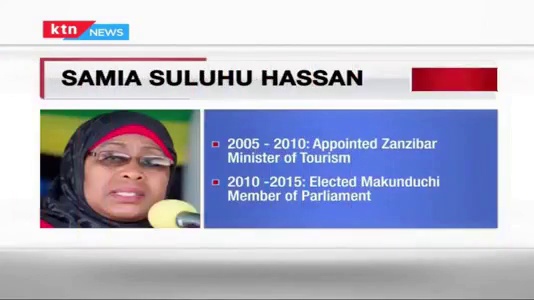 ktn
NEWS
SAMIA SULUHU HASSAN
2005 - 2010: Appointed Zanzibar
Minister of Tourism
2010 -2015: Elected Makunduchi
Member of Parliament